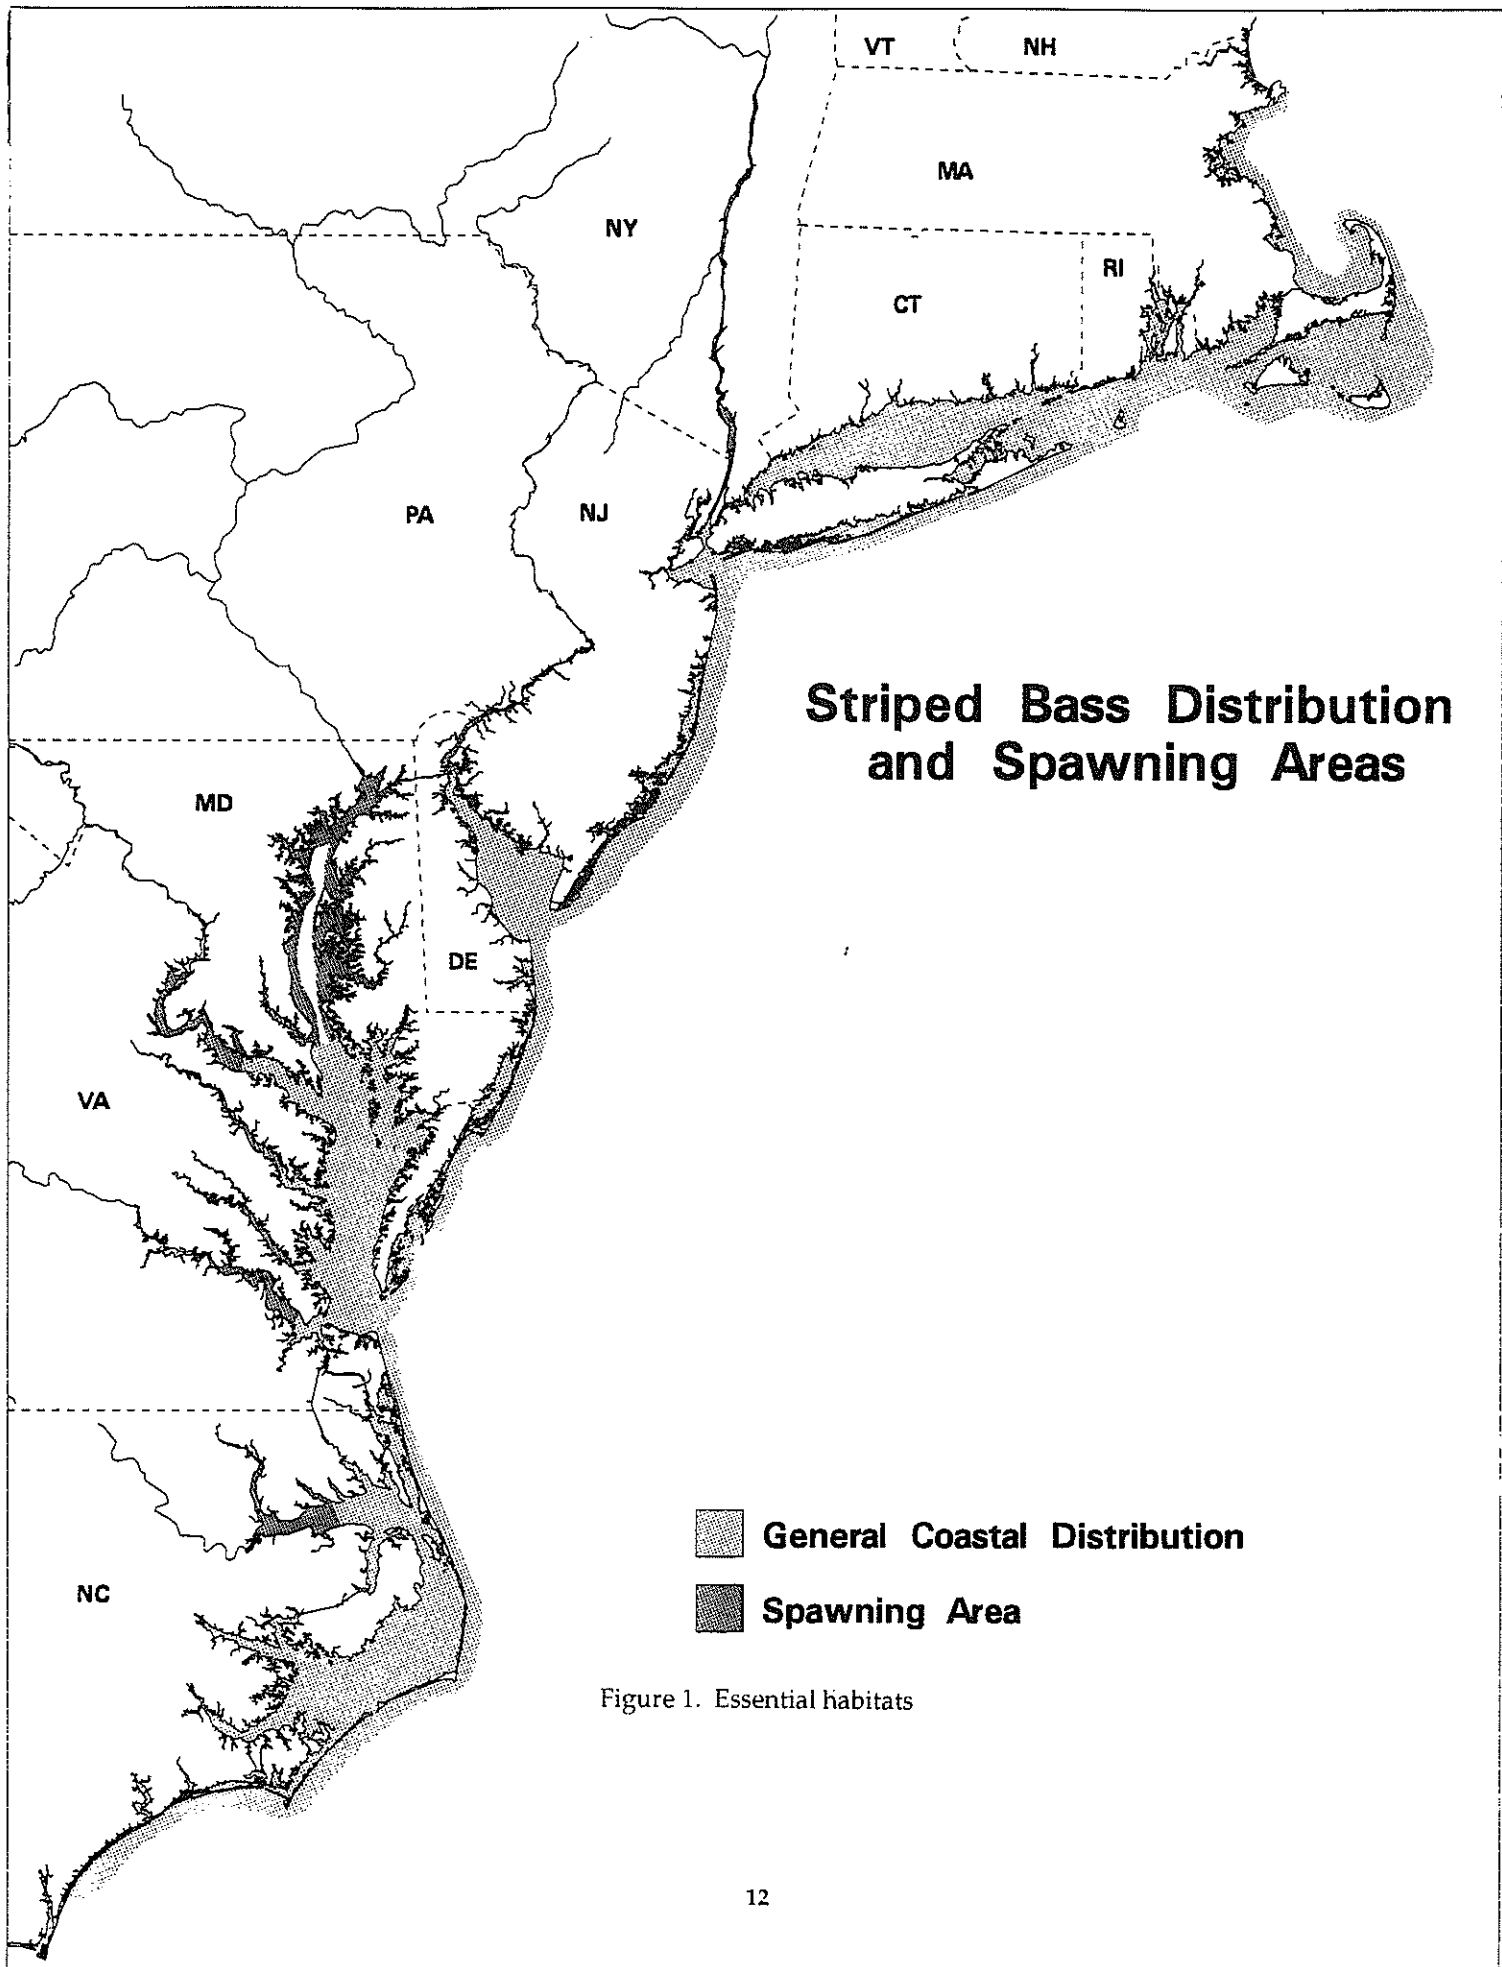 VT
NH
MA
NY
RI
CT
PA
NJ
Striped Bass Distribution
and Spawning Areas
MD
DE
VA
General Coastal Distribution
Spawning Area
NC
Figure 1. Essential habitats
12